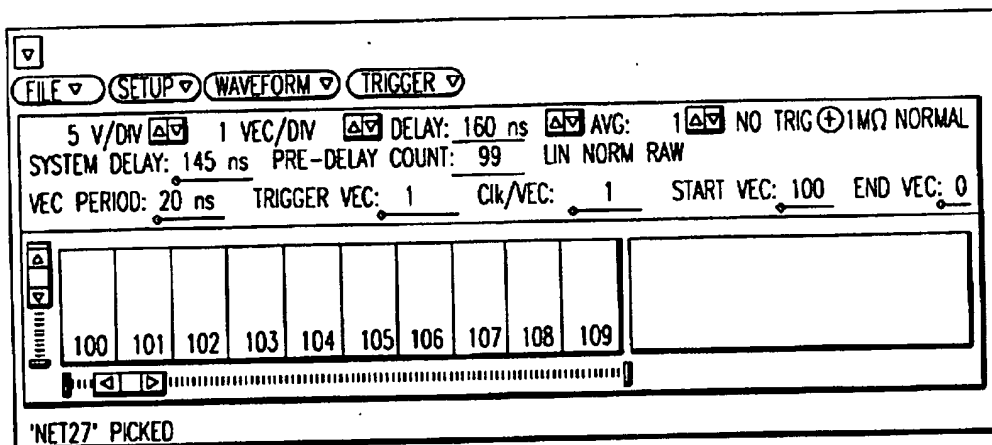 FILE SETUP WAVEFORM TRIGGER
5 V/DIV 1 VEC/DIV DELAY: 160 ns AVG: 1 NO TRIG 1MΩ NORMAL
SYSTEM DELAY: 145 ns PRE-DELAY COUNT: 99 LIN NORM RAW
VEC PERIOD: 20 ns TRIGGER VEC: 1 Clk/VEC: 1 START VEC: 100 END VEC: 0
100 101 102 103 104 105 106 107 108 109
'NET27' PICKED